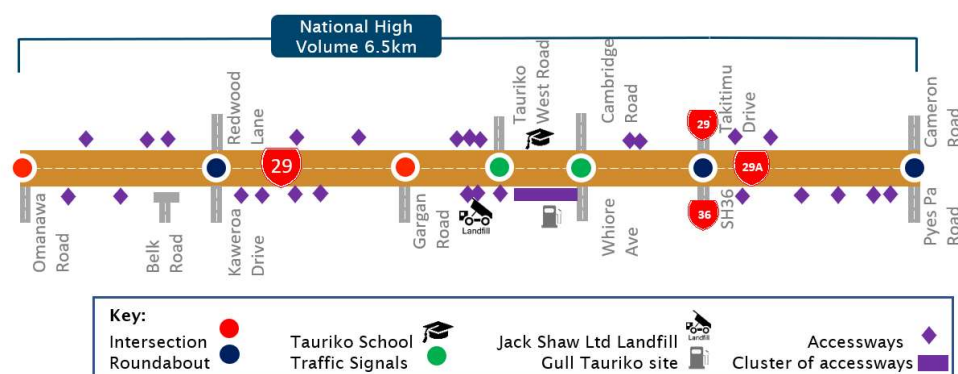 National High
Volume 6.5km
Redwood
Lane
Tauriko
West Road
Cambridge
Road
Takitimu
Drive
Cameron
Road
29
29
29A
36
Omanawa
Road
Belk
Road
Kaweroa
Drive
Gargan
Road
Landfill
Whiore
Ave
SH36
Pyes Pa
Road
Key:
Intersection
Roundabout
Tauriko School
Traffic Signals
Jack Shaw Ltd Landfill
Landfill
Gull Tauriko site
Accessways
Cluster of accessways